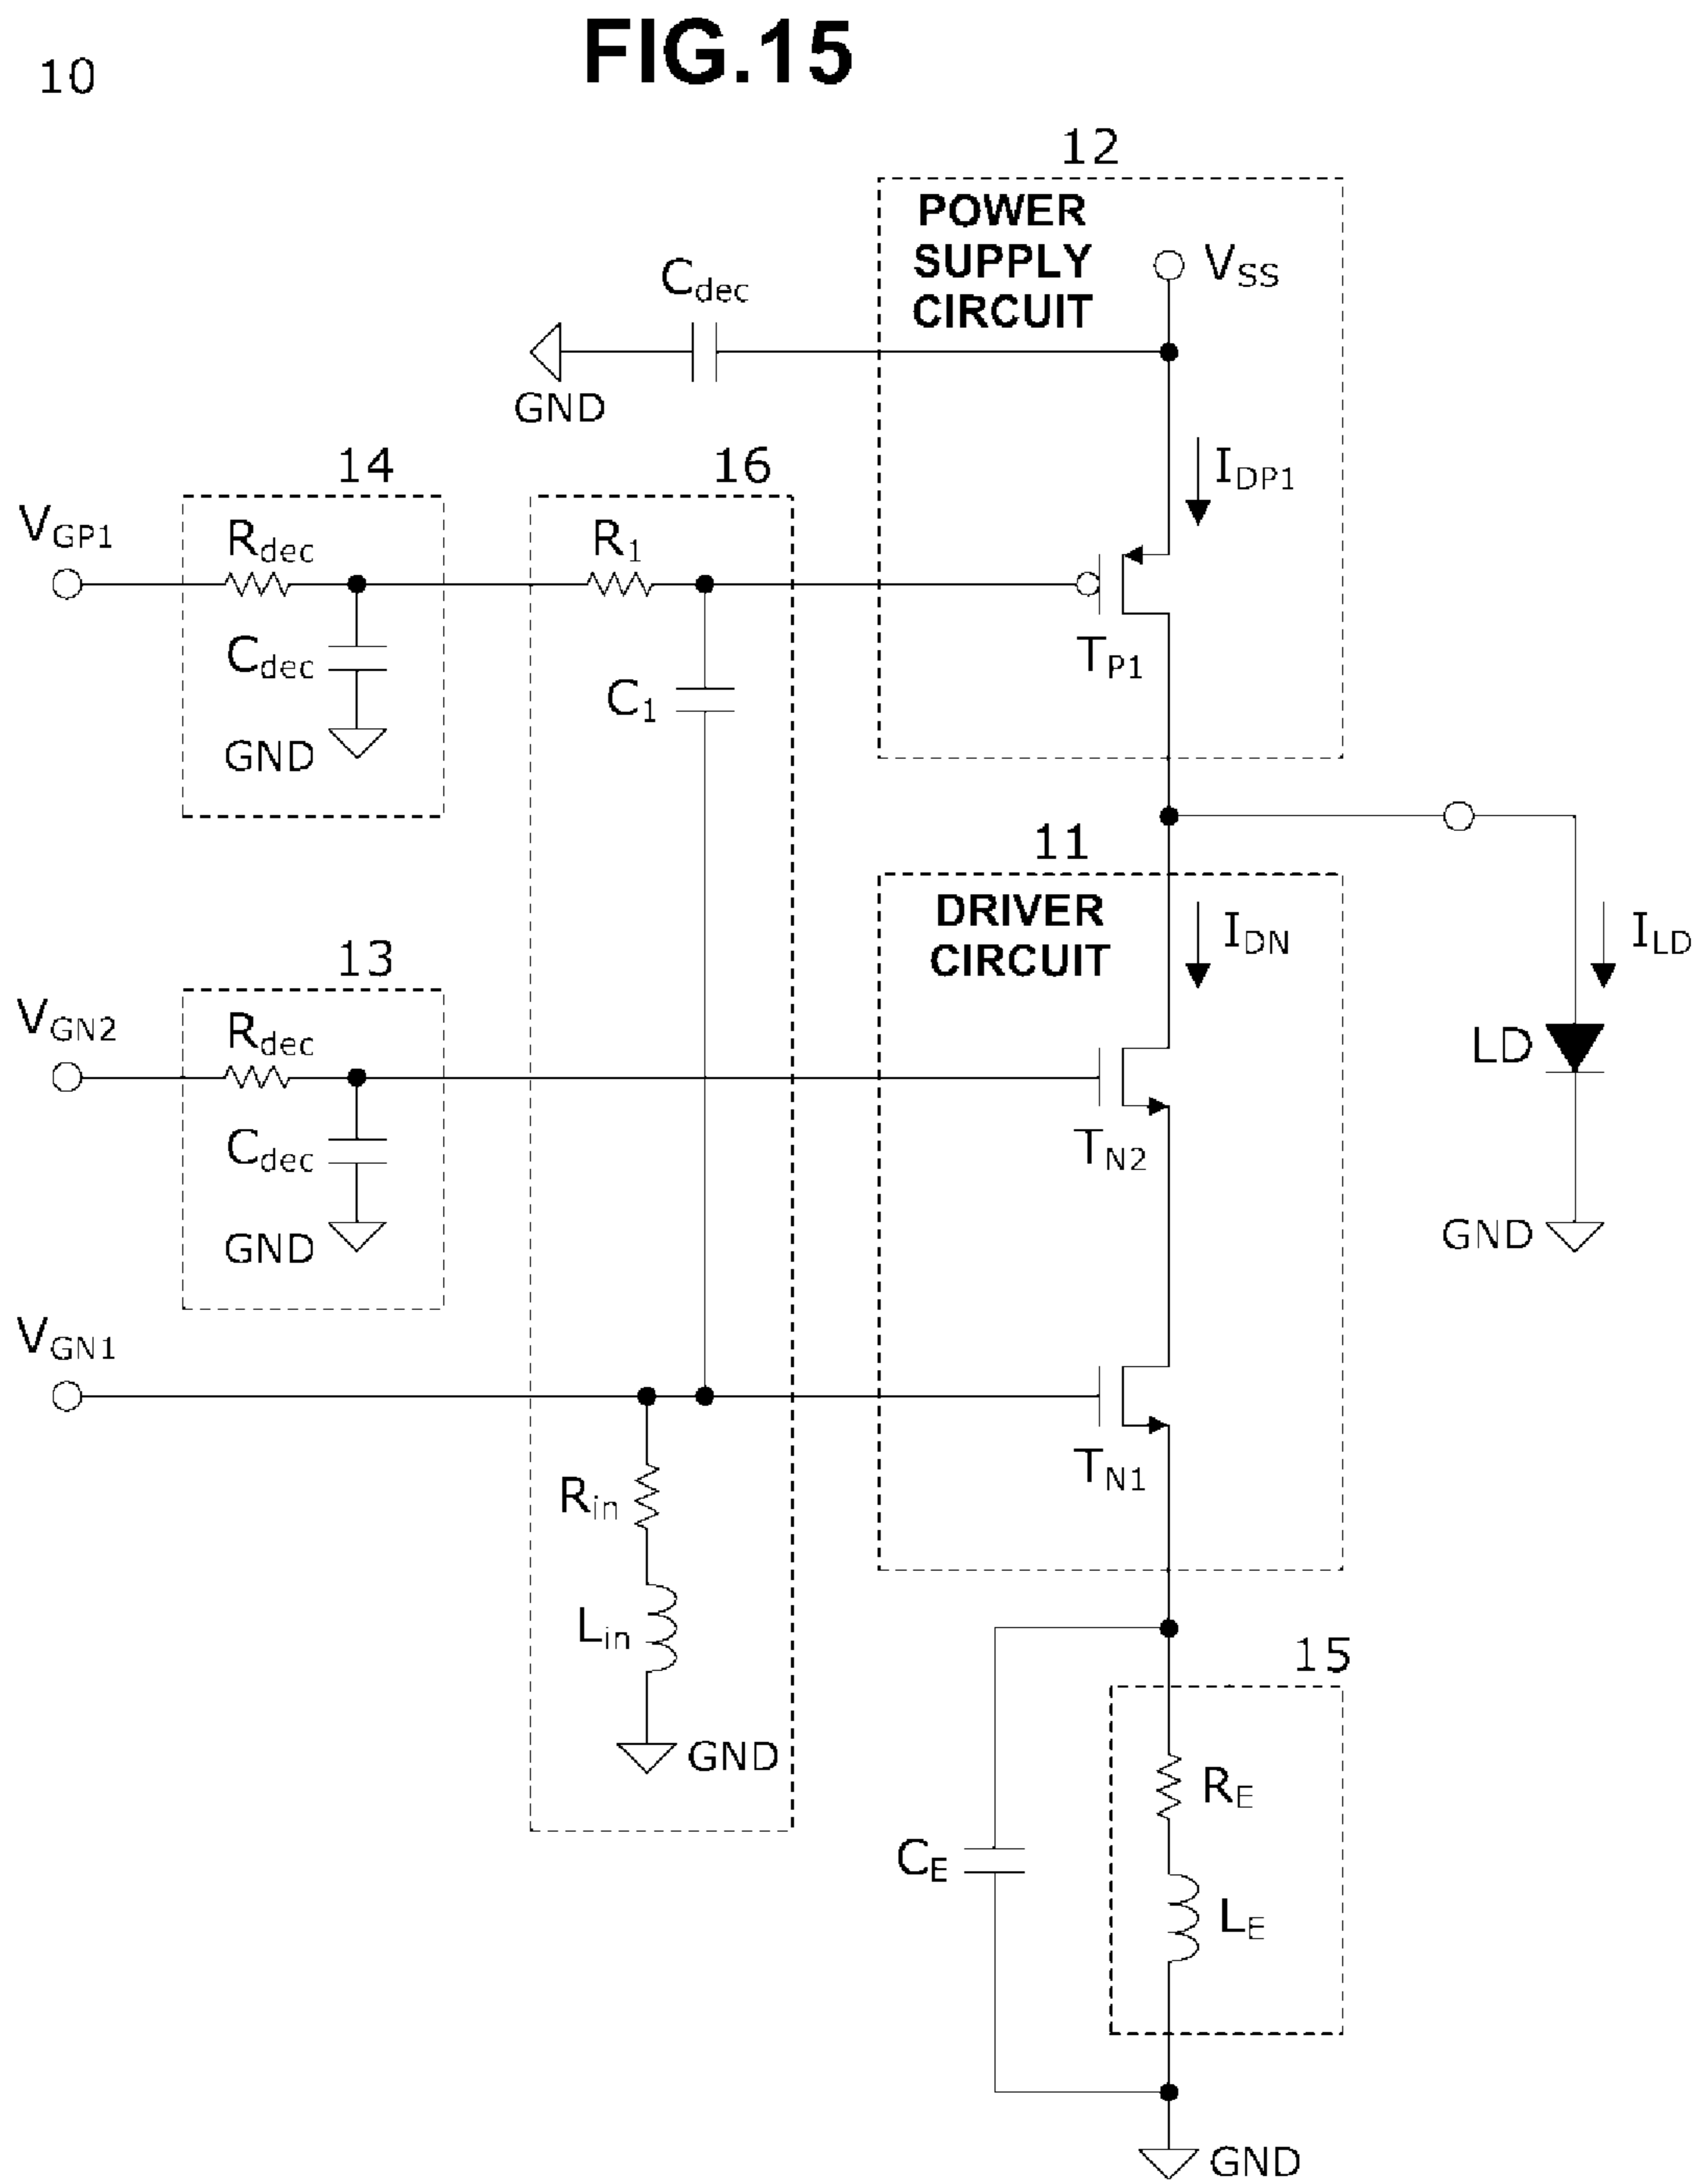 FIG.15
10
12
POWER
SUPPLY
CIRCUIT
VSS
Cdec
GND
IDP1
14
16
VGP1
Rdec
R1
Cdec
C1
TP1
GND
11
DRIVER
CIRCUIT
IDN
ILD
13
VGN2
Rdec
LD
Cdec
TN2
GND
GND
VGN1
TN1
Rin
Lin
15
GND
RE
CE
LE
GND